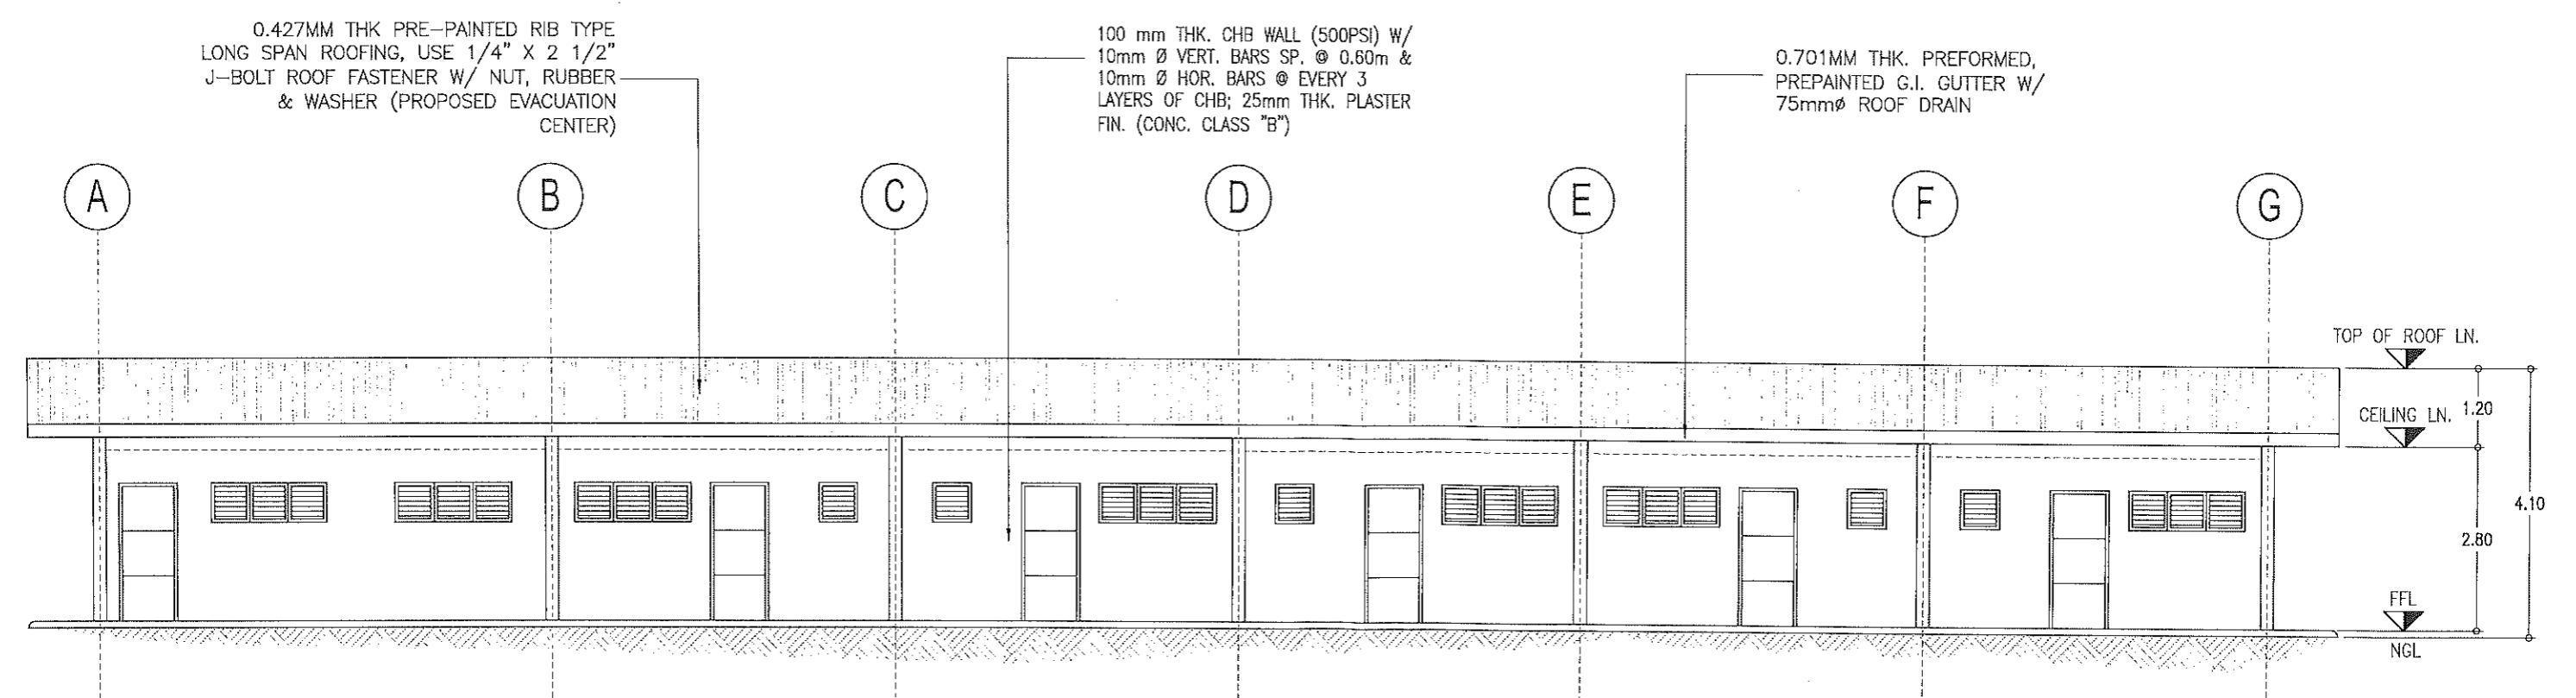 0.427MM THK PRE-PAINTED RIB TYPE
LONG SPAN ROOFING, USE 1/4" X 2 1/2"
J-BOLT ROOF FASTENER W/ NUT, RUBBER
& WASHER (PROPOSED EVACUATION
CENTER)
100 mm THK. CHB WALL (500PSI) W/
10mm Ø VERT. BARS SP. @ 0.60m &
10mm Ø HOR. BARS @ EVERY 3
LAYERS OF CHB; 25mm THK. PLASTER
FIN. (CONC. CLASS "B")
0.701MM THK. PREFORMED,
PREPAINTED G.I. GUTTER W/
75mmø ROOF DRAIN
A
B
C
D
E
F
G
TOP OF ROOF LN.
1.20
CEILING LN.
4.10
2.80
FFL
NGL